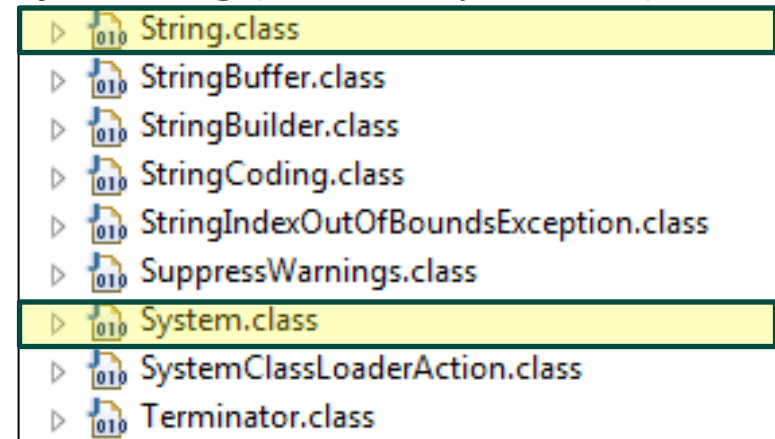 String.class
StringBuffer.class
StringBuilder.class
StringCoding.class
StringIndexOutOfBoundsException.class
SuppressWarnings.class
System.class
SystemClassLoaderAction.class
Terminator.class